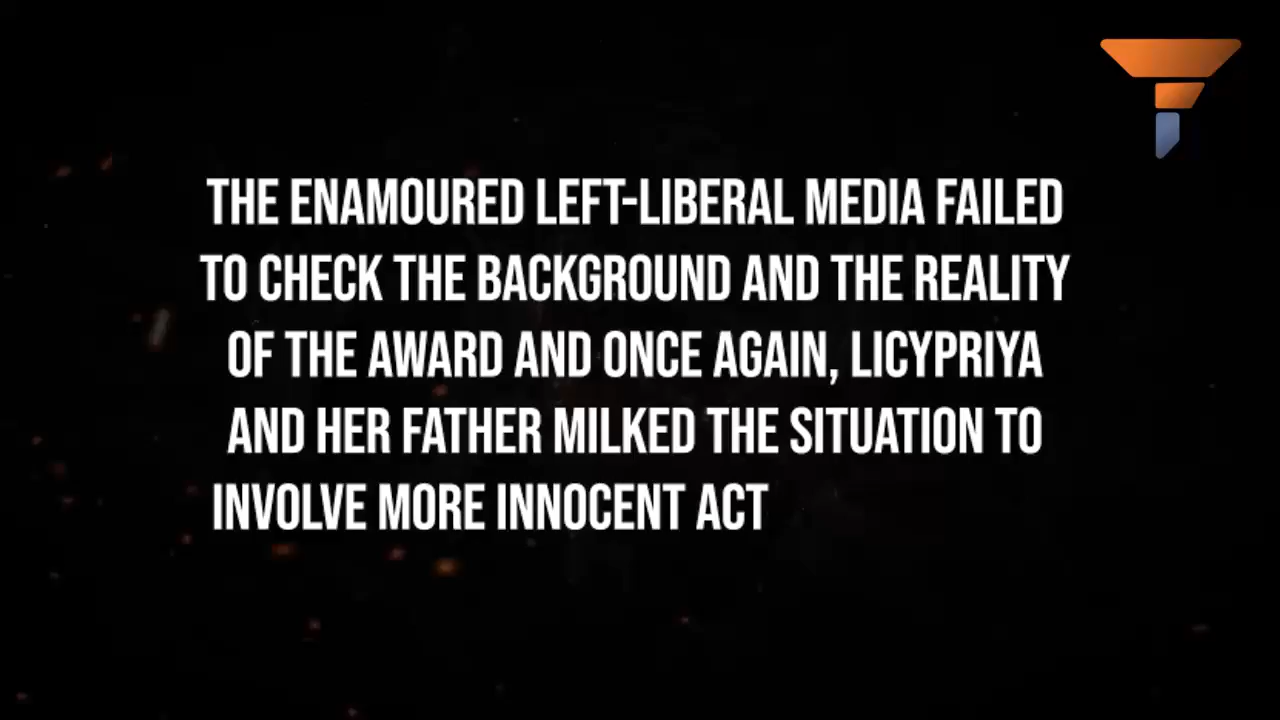 THE ENAMOURED LEFT-LIBERAL MEDIA FAILED
TO CHECK THE BACKGROUND AND THE REALITY
OF THE AWARD AND ONCE AGAIN, LICYPRIYA
AND HER FATHER MILKED THE SITUATION TO
INVOLVE MORE INNOCENT ACT